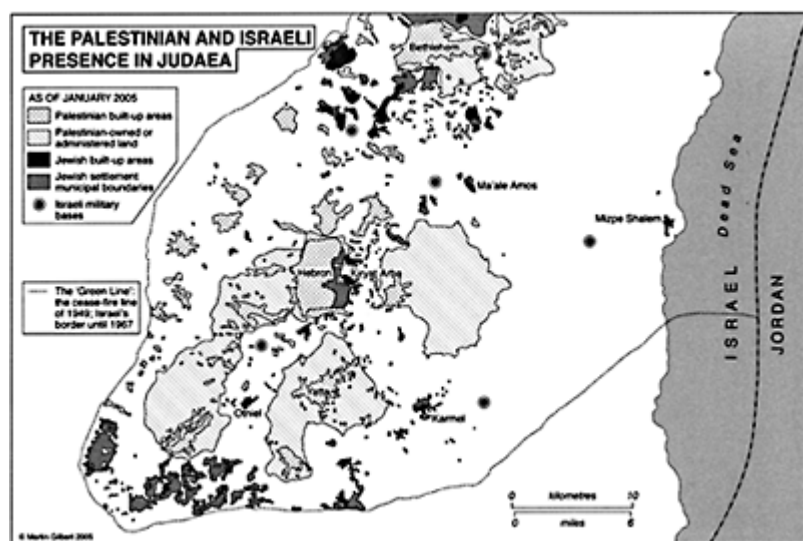 THE PALESTINIAN AND ISRAELI
PRESENCE IN JUDAEA
AS OF JANUARY 2005
Palestinian built-up areas
Palestinian-owned or
administered land
Jewish built-up areas
Jewish settlement
municipal boundaries
Israeli military
bases
The 'Green Line':
the cease-fire line
of 1949; Israel's
border until 1967
Bethlehem
Ma'ale Amos
Mizpe Shalem
Dead Sea
Hebron
Kiryat Arba
ISRAEL
JORDAN
Yatta
Otniel
Karmel
0 kilometres 10
0 miles 6
© Martin Gilbert 2005